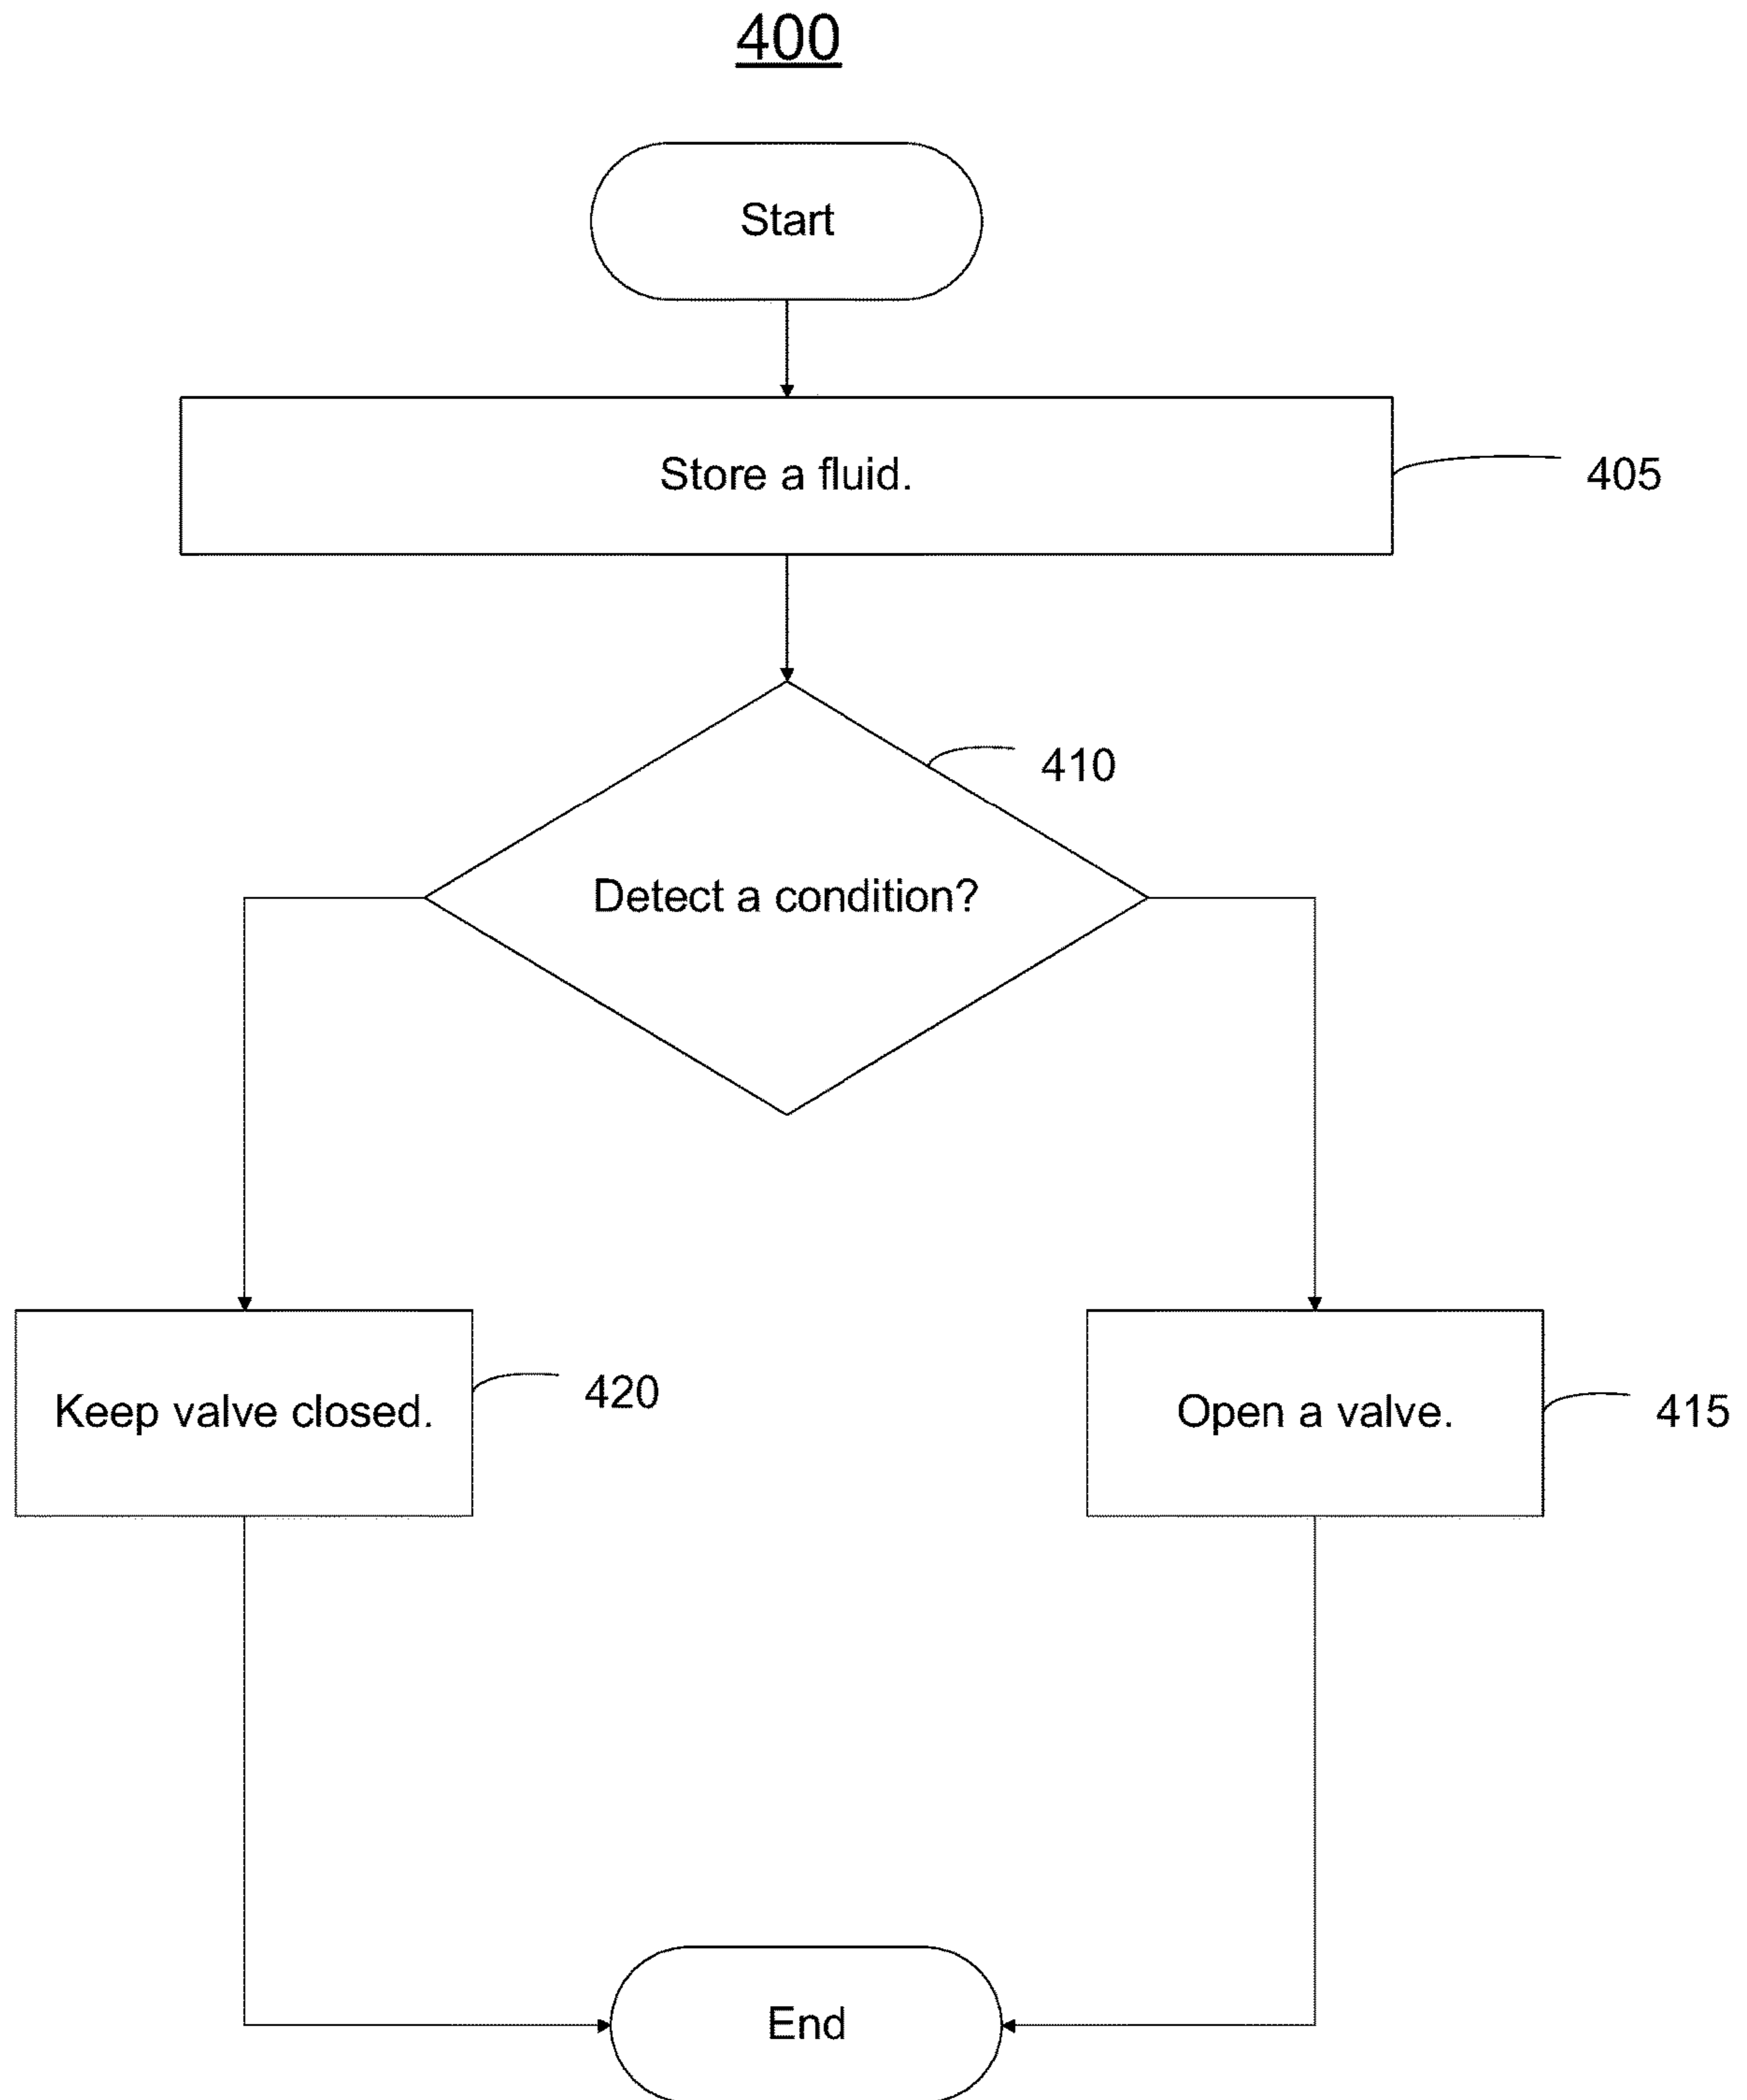 400
Start
Store a fluid.
405
410
Detect a condition?
Keep valve closed.
420
Open a valve.
415
End